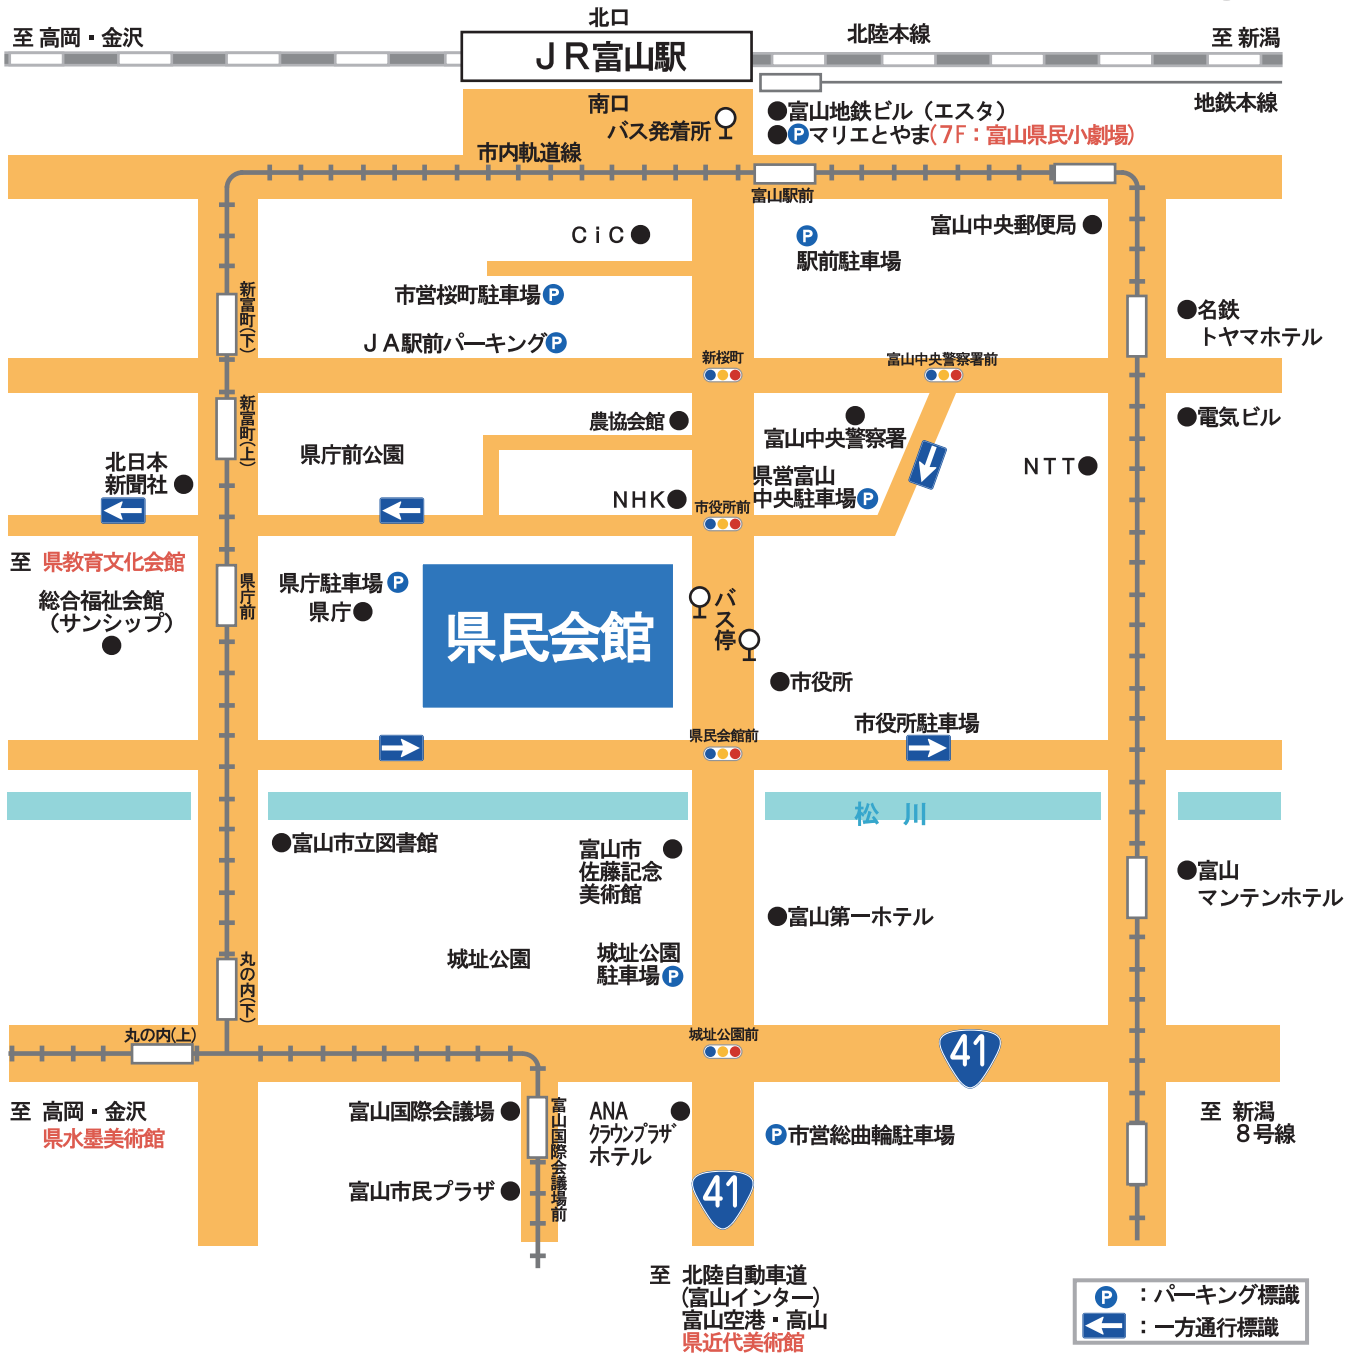 北口
至 高岡・金沢
JR富山駅
北陸本線
至 新潟
地鉄本線
南口
バス発着所
●富山地鉄ビル（エスタ）
●Pマリエとやま(7F：富山県民小劇場)
市内軌道線
富山駅前
CiC
P
駅前駐車場
富山中央郵便局
市営桜町駐車場P
新富町(下)
JA駅前パーキングP
名鉄
トヤマホテル
新桜町
富山中央警察署前
新富町(上)
農協会館
富山中央警察署
電気ビル
県庁前公園
北日本
新聞社
NTT
県営富山
中央駐車場P
NHK
市役所前
至 県教育文化会館
県庁前
県庁駐車場P
県庁
総合福祉会館
（サンシップ）
県民会館
バス停
市役所
市役所駐車場
県民会館前
松 川
富山市立図書館
富山市
佐藤記念
美術館
富山
マンテンホテル
富山第一ホテル
城址公園
城址公園
駐車場P
丸の内(下)
丸の内(上)
城址公園前
41
至 高岡・金沢
県水墨美術館
富山国際会議場
富山国際会議場前
ANA
クラウンプラザ
ホテル
P市営総曲輪駐車場
至 新潟
8号線
富山市民プラザ
41
至 北陸自動車道
(富山インター)
富山空港・高山
県近代美術館
P：パーキング標識
：一方通行標識